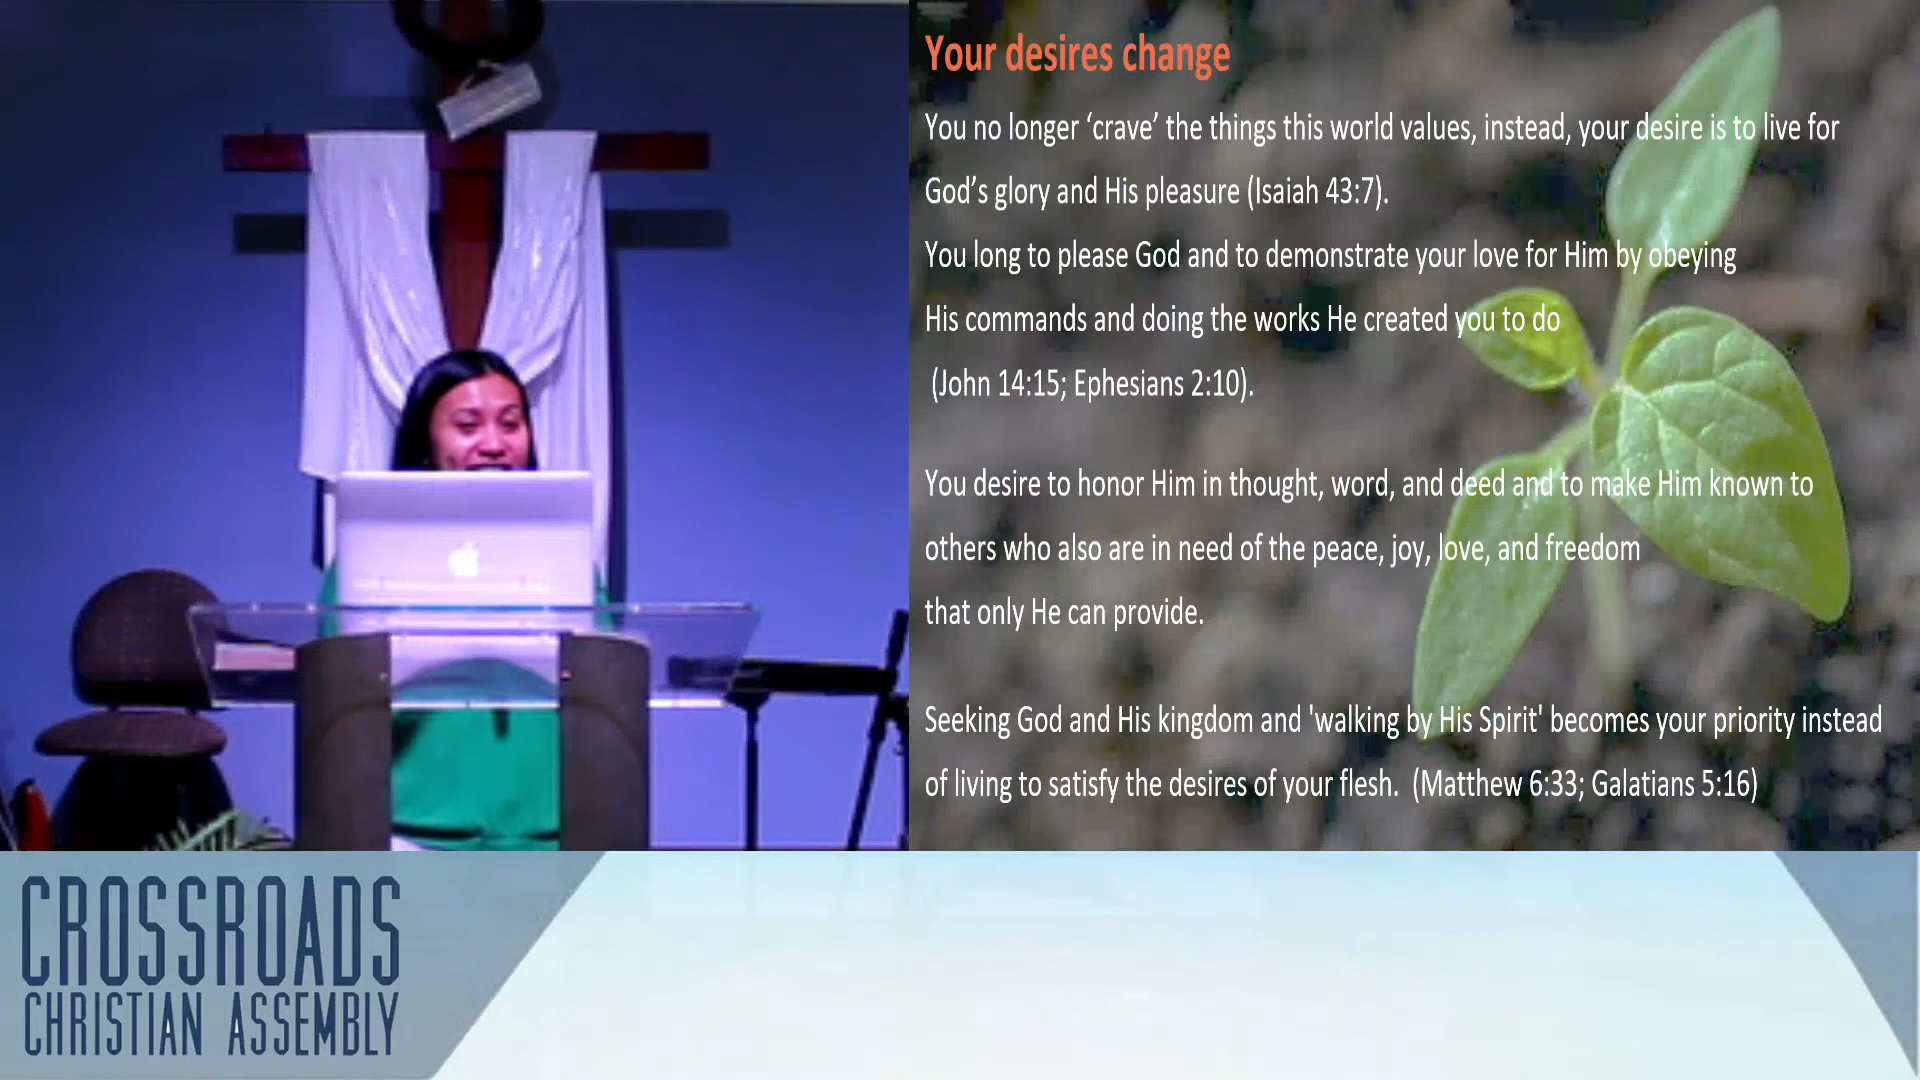 Your desires change
You no longer ‘crave’ the things this world values, instead, your desire is to live for
God’s glory and His pleasure (Isaiah 43:7).
You long to please God and to demonstrate your love for Him by obeying
His commands and doing the works He created you to do
(John 14:15; Ephesians 2:10).
You desire to honor Him in thought, word, and deed and to make Him known to
others who also are in need of the peace, joy, love, and freedom
that only He can provide.
Seeking God and His kingdom and 'walking by His Spirit' becomes your priority instead
of living to satisfy the desires of your flesh. (Matthew 6:33; Galatians 5:16)
CROSSROADS
CHRISTIAN ASSEMBLY